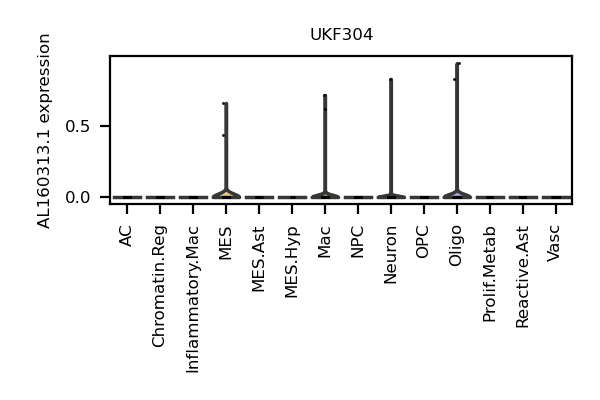 UKF304
AL160313.1 expression
0.5
0.0
AC
Chromatin.Reg
Inflammatory.Mac
MES
MES.Ast
MES.Hyp
Mac
NPC
Neuron
OPC
Oligo
Prolif.Metab
Reactive.Ast
Vasc